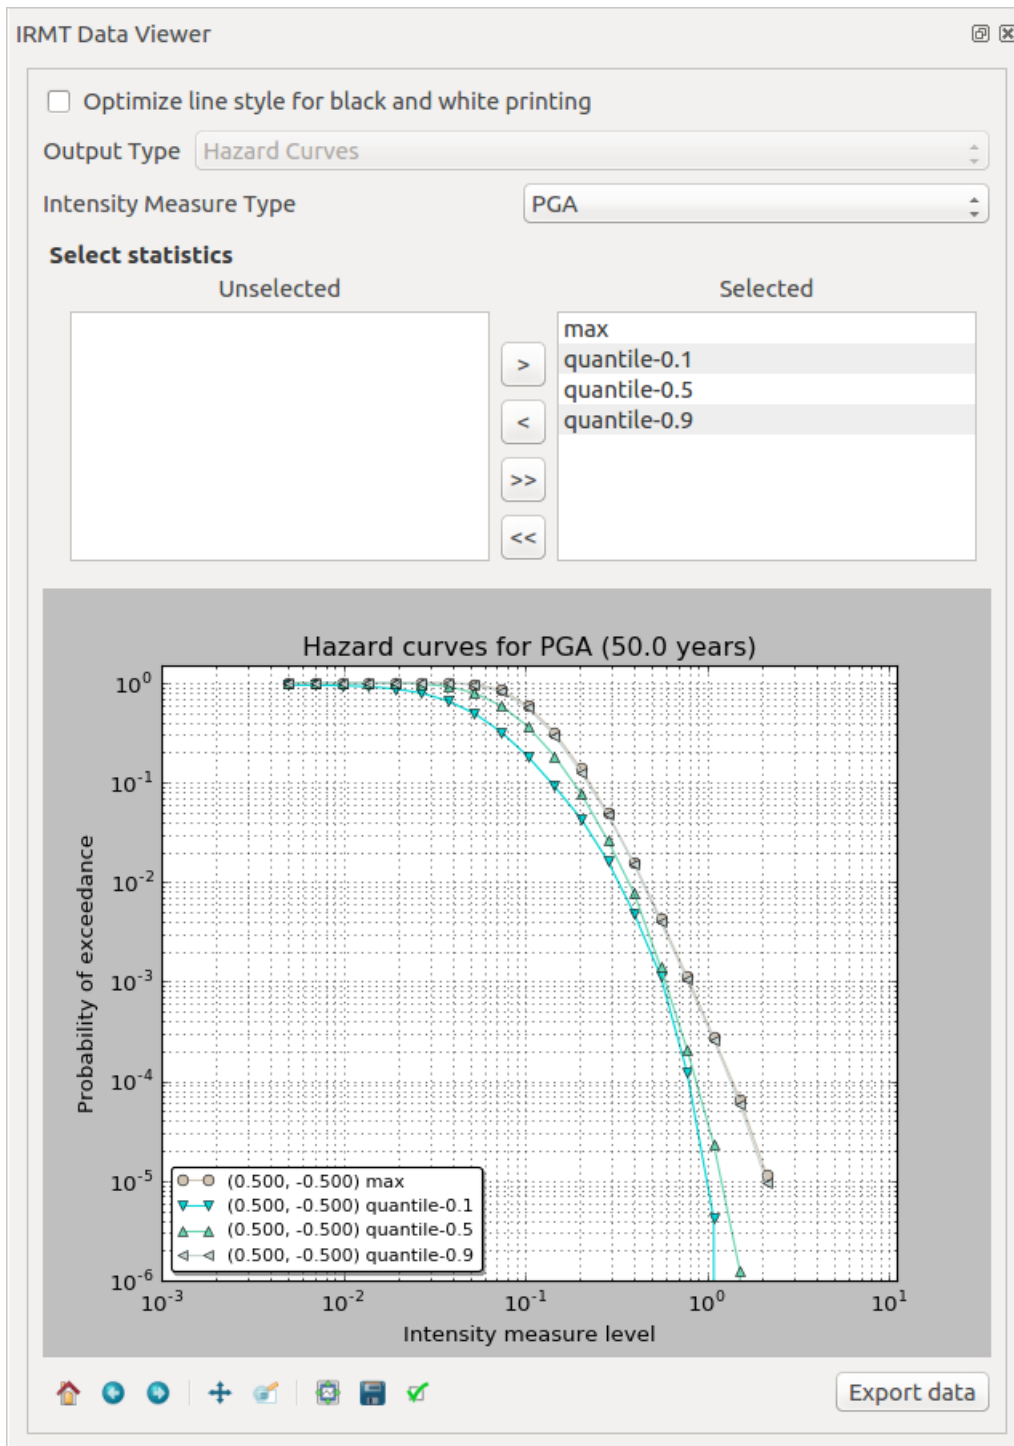 IRMT Data Viewer
Optimize line style for black and white printing
Output Type Hazard Curves
Intensity Measure Type PGA
Select statistics
Unselected Selected
max
quantile-0.1
quantile-0.5
quantile-0.9
>
<
>>
<<
Hazard curves for PGA (50.0 years)
Probability of exceedance
10^0
10^-1
10^-2
10^-3
10^-4
10^-5
10^-6
(0.500, -0.500) max
(0.500, -0.500) quantile-0.1
(0.500, -0.500) quantile-0.5
(0.500, -0.500) quantile-0.9
10^-3 10^-2 10^-1 10^0 10^1
Intensity measure level
Export data